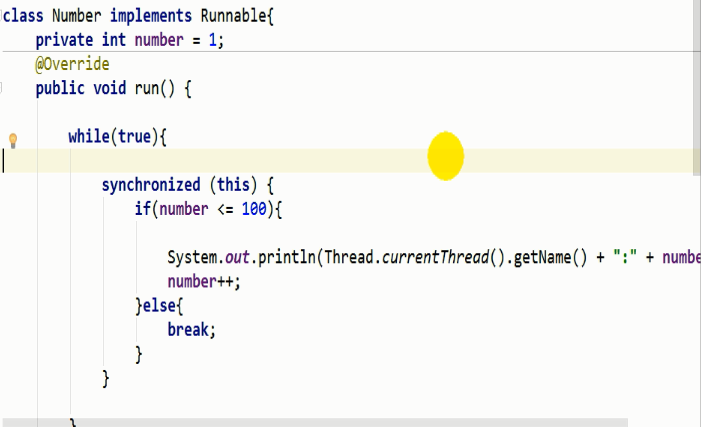 class Number implements Runnable{
private int number = 1;
@Override
public void run() {
while(true){
synchronized (this) {
if(number <= 100){
System.out.println(Thread.currentThread().getName() + ":" + numbe
number++;
}else{
break;
}
}
}